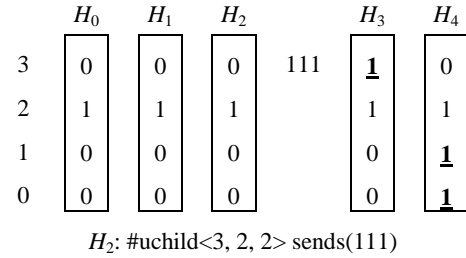 H0 H1 H2 H3 H4
3 0 0 0 111 1 0
2 1 1 1 1 1
1 0 0 0 0 1
0 0 0 0 0 1
H2: #uchild<3, 2, 2> sends(111)